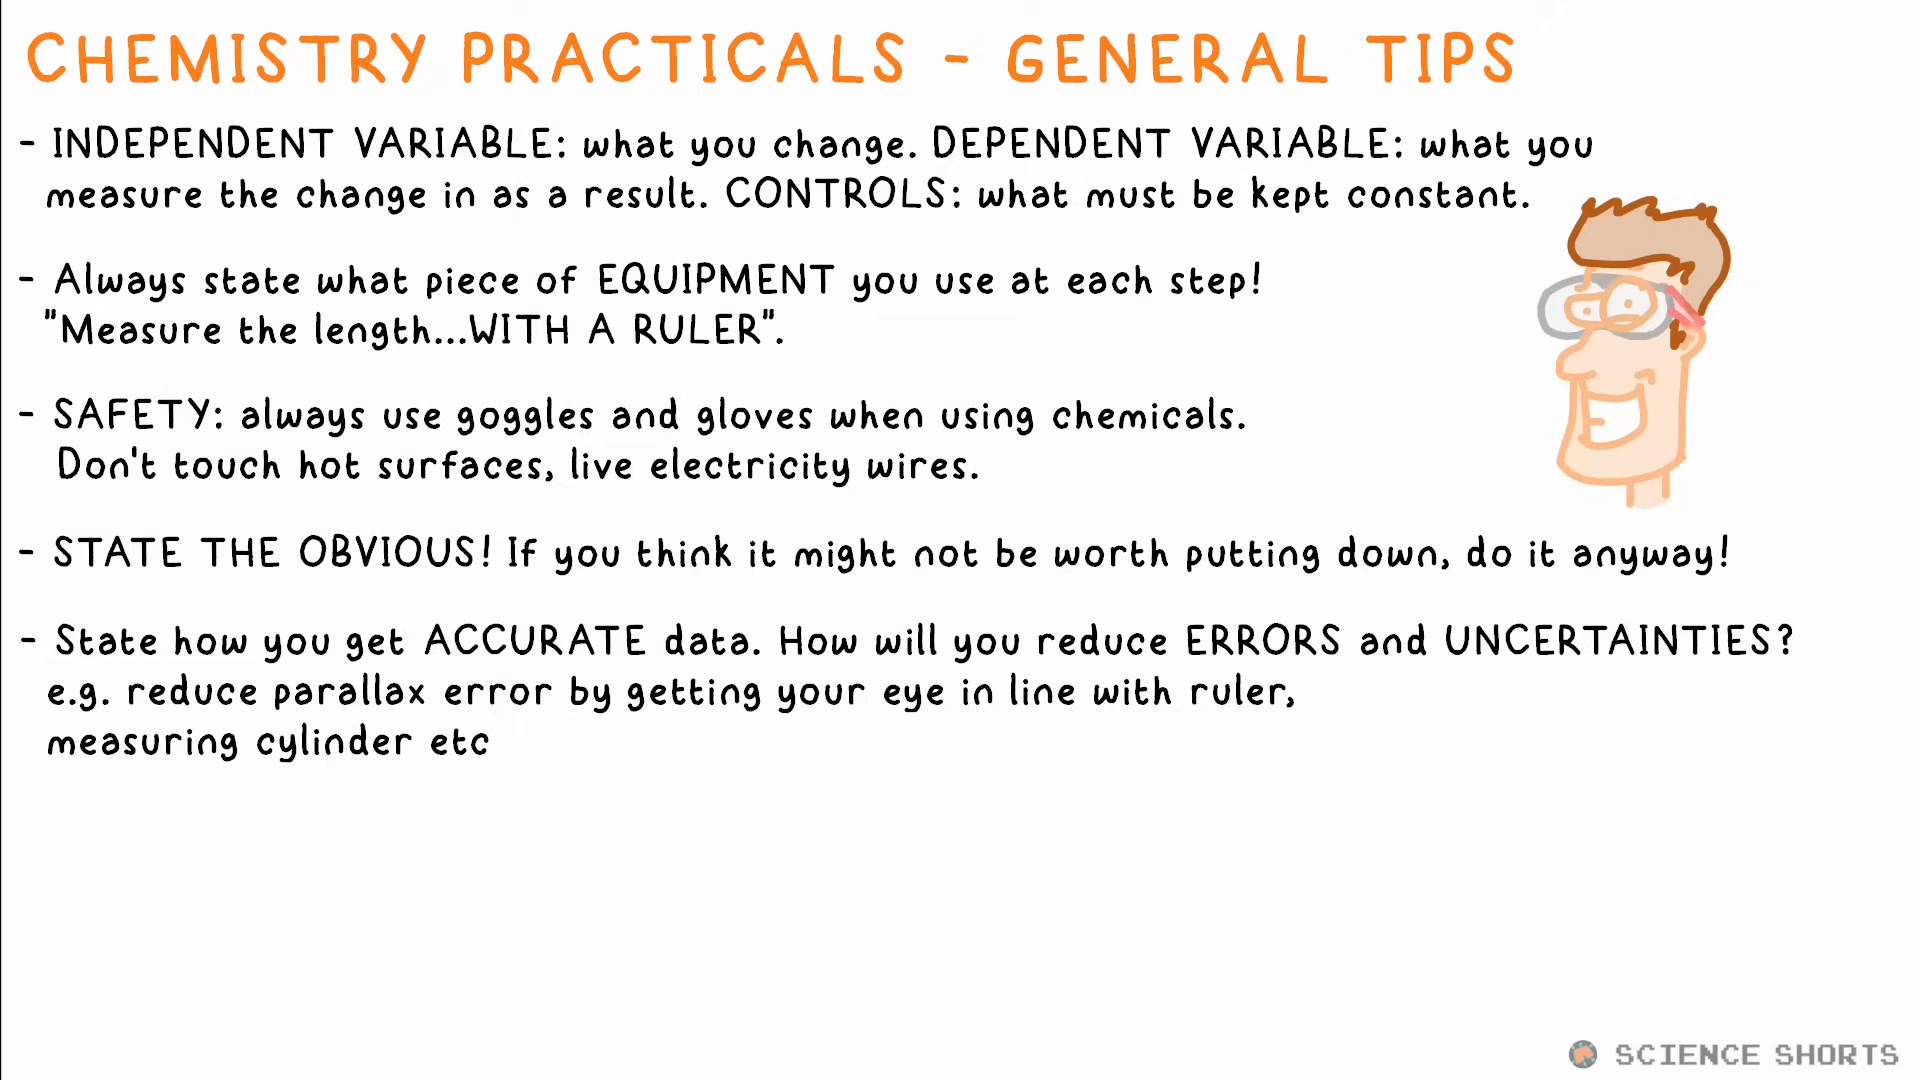 CHEMISTRY PRACTICALS - GENERAL TIPS
- INDEPENDENT VARIABLE: what you change. DEPENDENT VARIABLE: what you
measure the change in as a result. CONTROLS: what must be kept constant.
- Always state what piece of EQUIPMENT you use at each step!
"Measure the length...WITH A RULER".
- SAFETY: always use goggles and gloves when using chemicals.
Don't touch hot surfaces, live electricity wires.
- STATE THE OBVIOUS! If you think it might not be worth putting down, do it anyway!
- State how you get ACCURATE data. How will you reduce ERRORS and UNCERTAINTIES?
e.g. reduce parallax error by getting your eye in line with ruler,
measuring cylinder etc
SCIENCE SHORTS